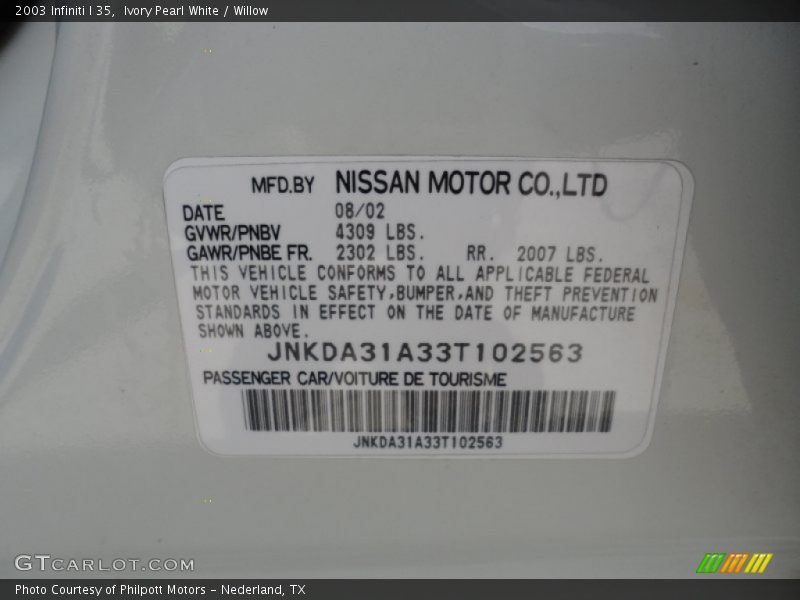 2003 Infiniti I 35,  Ivory Pearl White / Willow
MFD.BY NISSAN MOTOR CO.,LTD
DATE 08/02
GVWR/PNBV 4309 LBS.
GAWR/PNBE FR. 2302 LBS. RR. 2007 LBS.
THIS VEHICLE CONFORMS TO ALL APPLICABLE FEDERAL
MOTOR VEHICLE SAFETY,BUMPER,AND THEFT PREVENTION
STANDARDS IN EFFECT ON THE DATE OF MANUFACTURE
SHOWN ABOVE.
JNKDA31A33T102563
PASSENGER CAR/VOITURE DE TOURISME
JNKDA31A33T102563
GTCARLOT.COM
Photo Courtesy of Philpott Motors - Nederland, TX